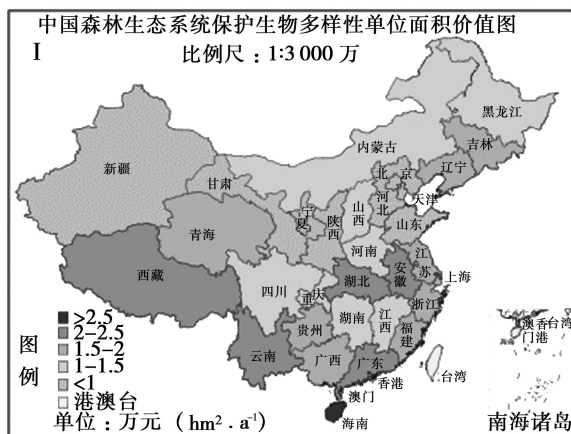 中国森林生态系统保护生物多样性单位面积价值图
I
比例尺：1:3 000 万
黑龙江
吉林
内蒙古
辽宁
新疆
甘肃
北京
天津
河北
山西
宁夏
陕西
山东
青海
河南
江苏
西藏
安徽
上海
湖北
四川
重庆
浙江
湖南
江西
贵州
福建
云南
广西
广东
台湾
香港
澳门
海南
澳门
香港
台湾
南海诸岛
图例
>2.5
2-2.5
1.5-2
1-1.5
<1
港澳台
单位：万元（hm².a⁻¹）